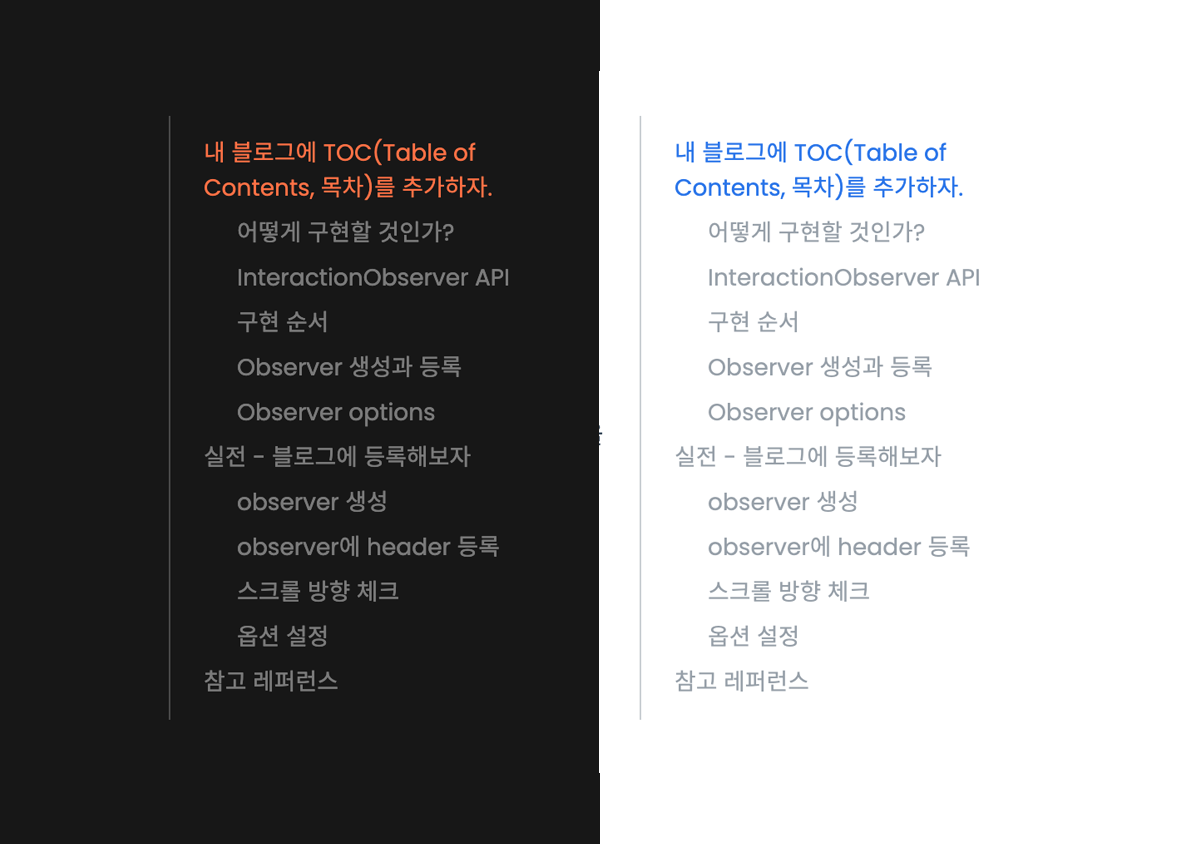 내 블로그에 TOC(Table of
Contents, 목차)를 추가하자.
어떻게 구현할 것인가?
InteractionObserver API
구현 순서
Observer 생성과 등록
Observer options
실전 - 블로그에 등록해보자
observer 생성
observer에 header 등록
스크롤 방향 체크
옵션 설정
참고 레퍼런스
내 블로그에 TOC(Table of
Contents, 목차)를 추가하자.
어떻게 구현할 것인가?
InteractionObserver API
구현 순서
Observer 생성과 등록
Observer options
실전 - 블로그에 등록해보자
observer 생성
observer에 header 등록
스크롤 방향 체크
옵션 설정
참고 레퍼런스